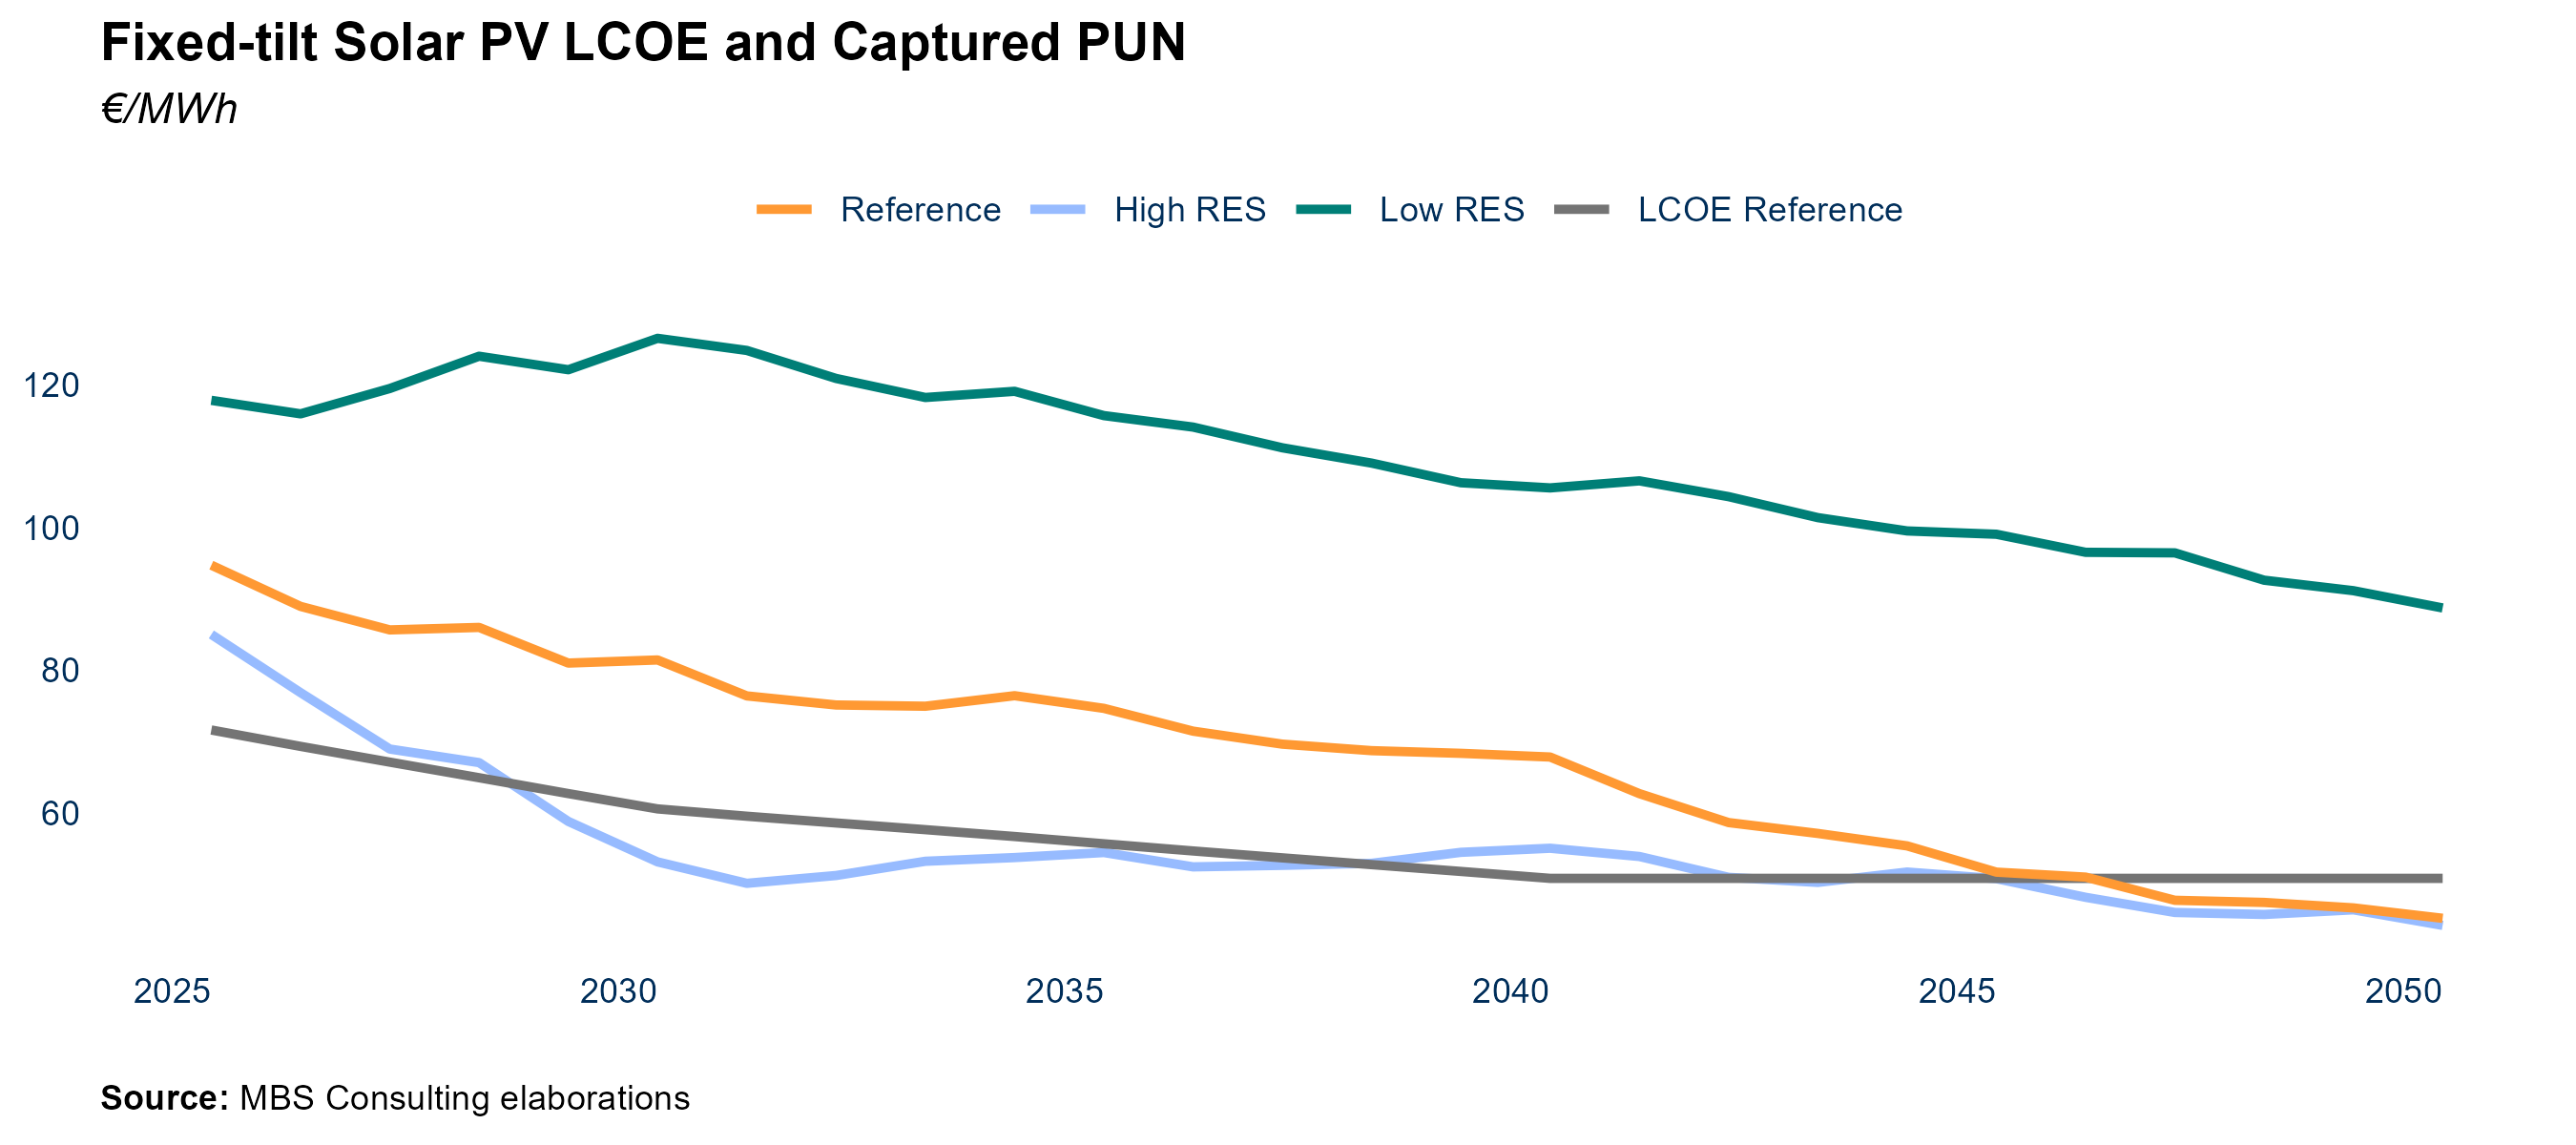 Fixed-tilt Solar PV LCOE and Captured PUN
€/MWh
Reference High RES Low RES LCOE Reference
120
100
80
60
2025 2030 2035 2040 2045 2050
Source: MBS Consulting elaborations